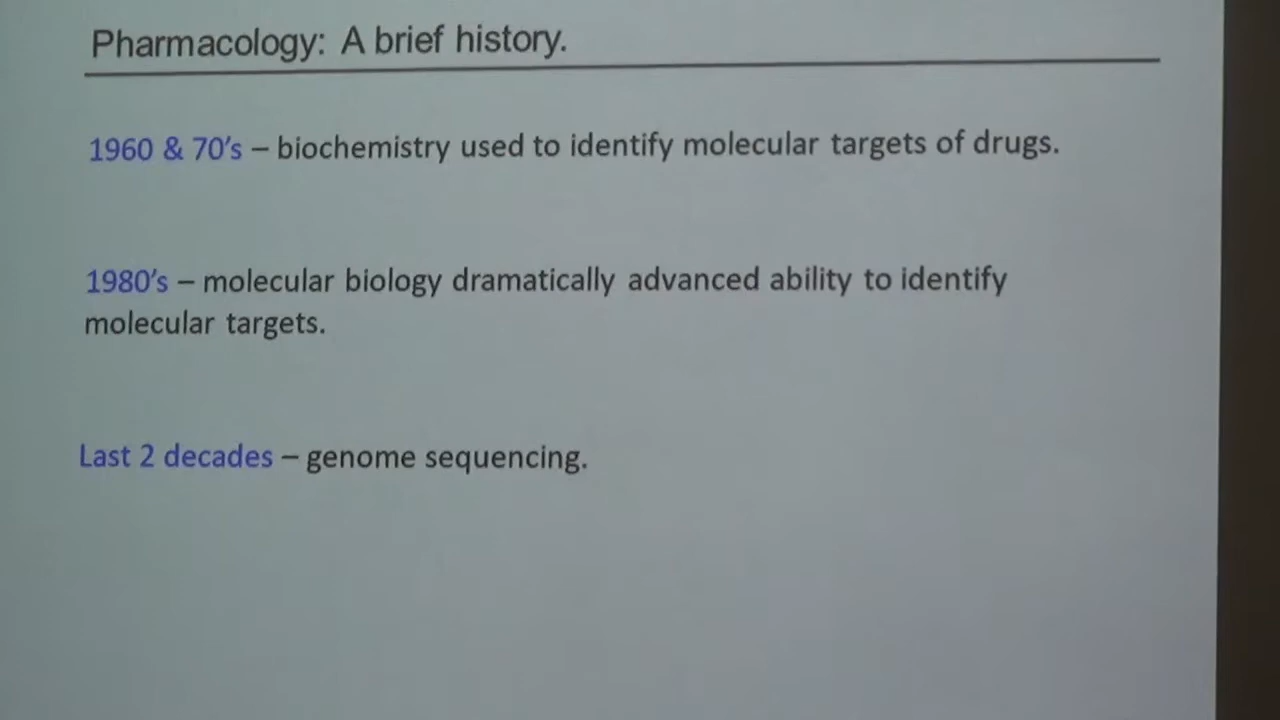 Pharmacology: A brief history.
1960 & 70's – biochemistry used to identify molecular targets of drugs.
1980's – molecular biology dramatically advanced ability to identify
molecular targets.
Last 2 decades – genome sequencing.